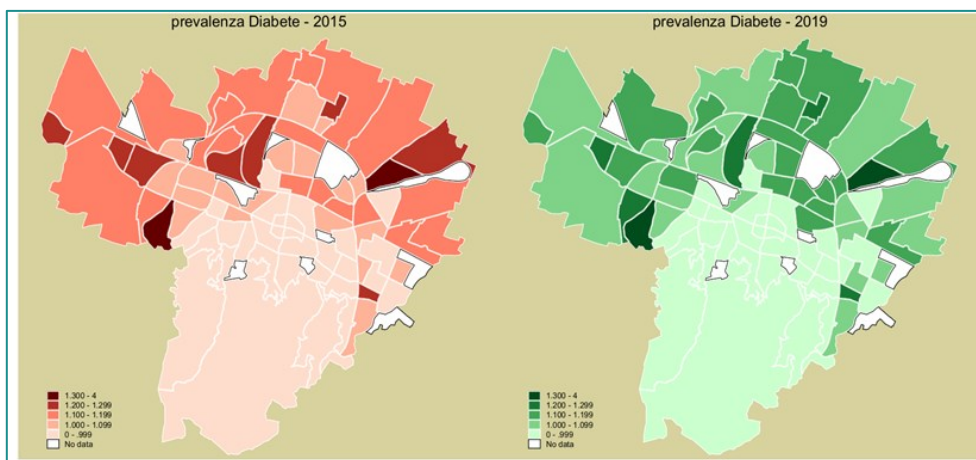 prevalenza Diabete - 2015
1.300 - 4
1.200 - 1.299
1.100 - 1.199
1.000 - 1.099
0 - .999
No data
prevalenza Diabete - 2019
1.300 - 4
1.200 - 1.299
1.100 - 1.199
1.000 - 1.099
0 - .999
No data